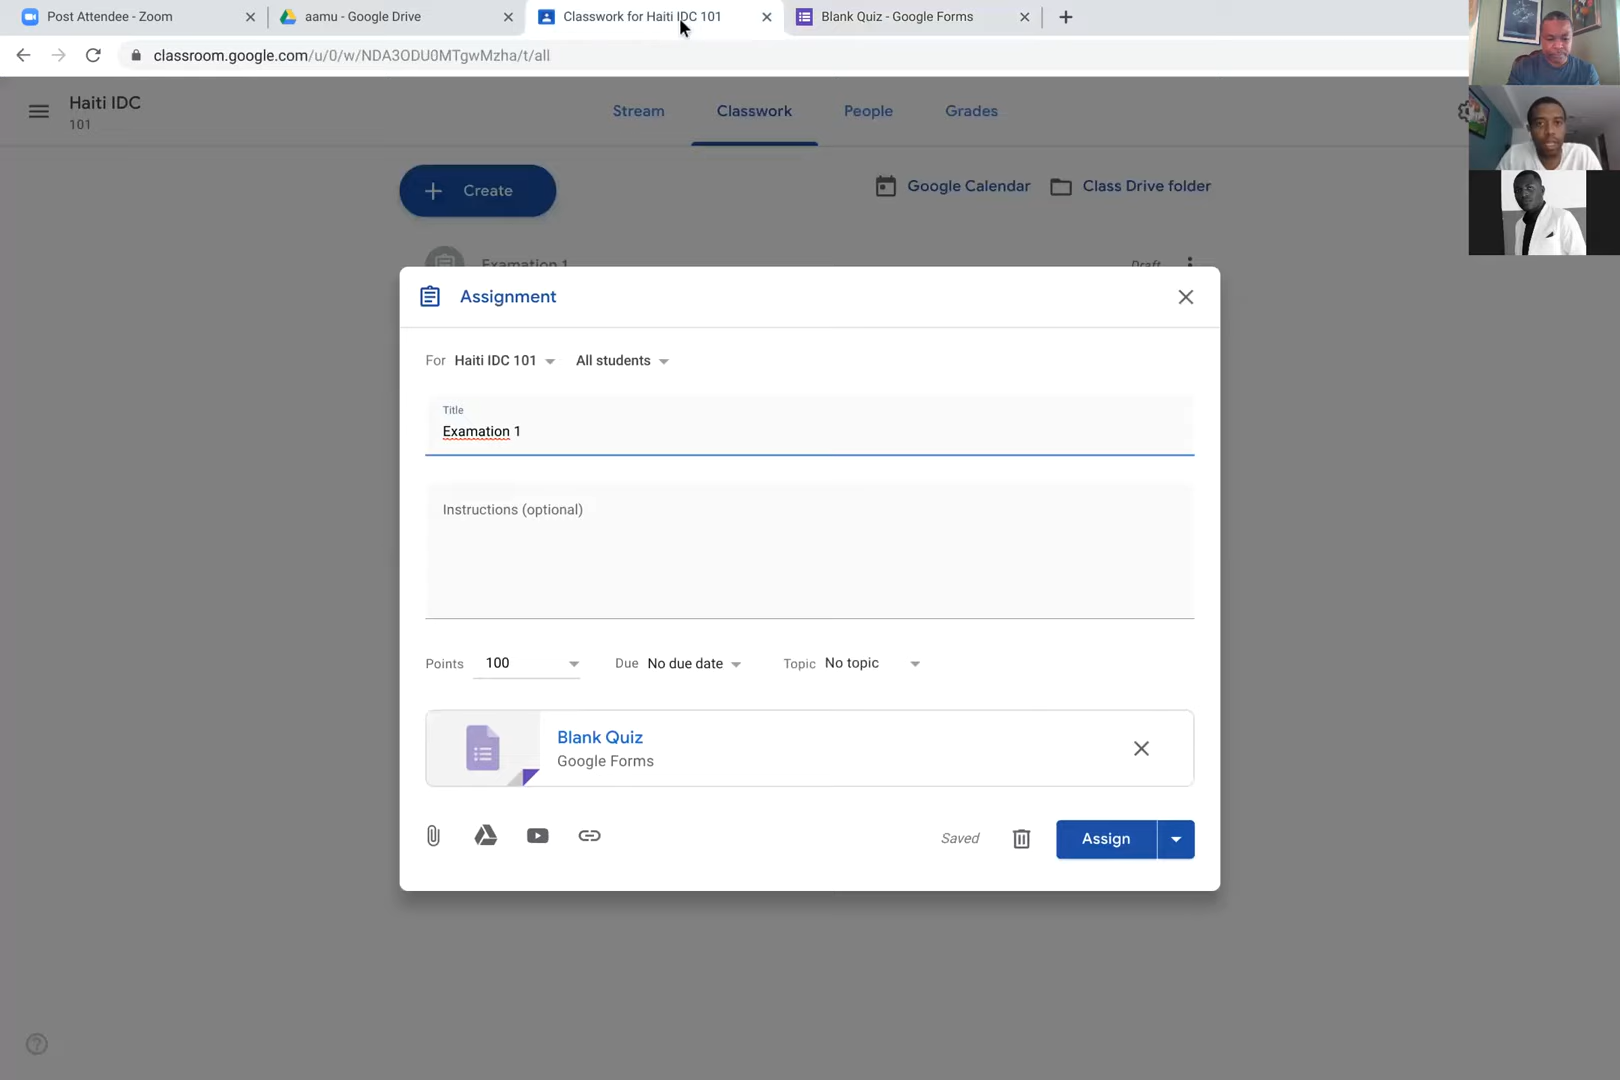 Post Attendee - Zoom
aamu - Google Drive
Classwork for Haiti IDC 101
Blank Quiz - Google Forms
classroom.google.com/u/0/w/NDA3ODU0MTgwMzha/t/all
Haiti IDC
101
Stream
Classwork
People
Grades
Create
Google Calendar
Class Drive folder
Examation 1
Draft
Assignment
For Haiti IDC 101 All students
Title
Examation 1
Instructions (optional)
Points 100 Due No due date Topic No topic
Blank Quiz
Google Forms
Saved
Assign